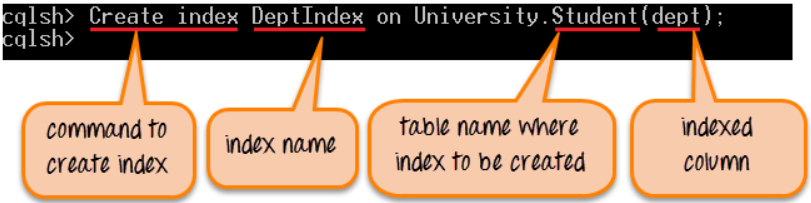 cqlsh> Create index DeptIndex on University.Student(dept);
cqlsh>
command to
create index
index name
table name where
index to be created
indexed
column